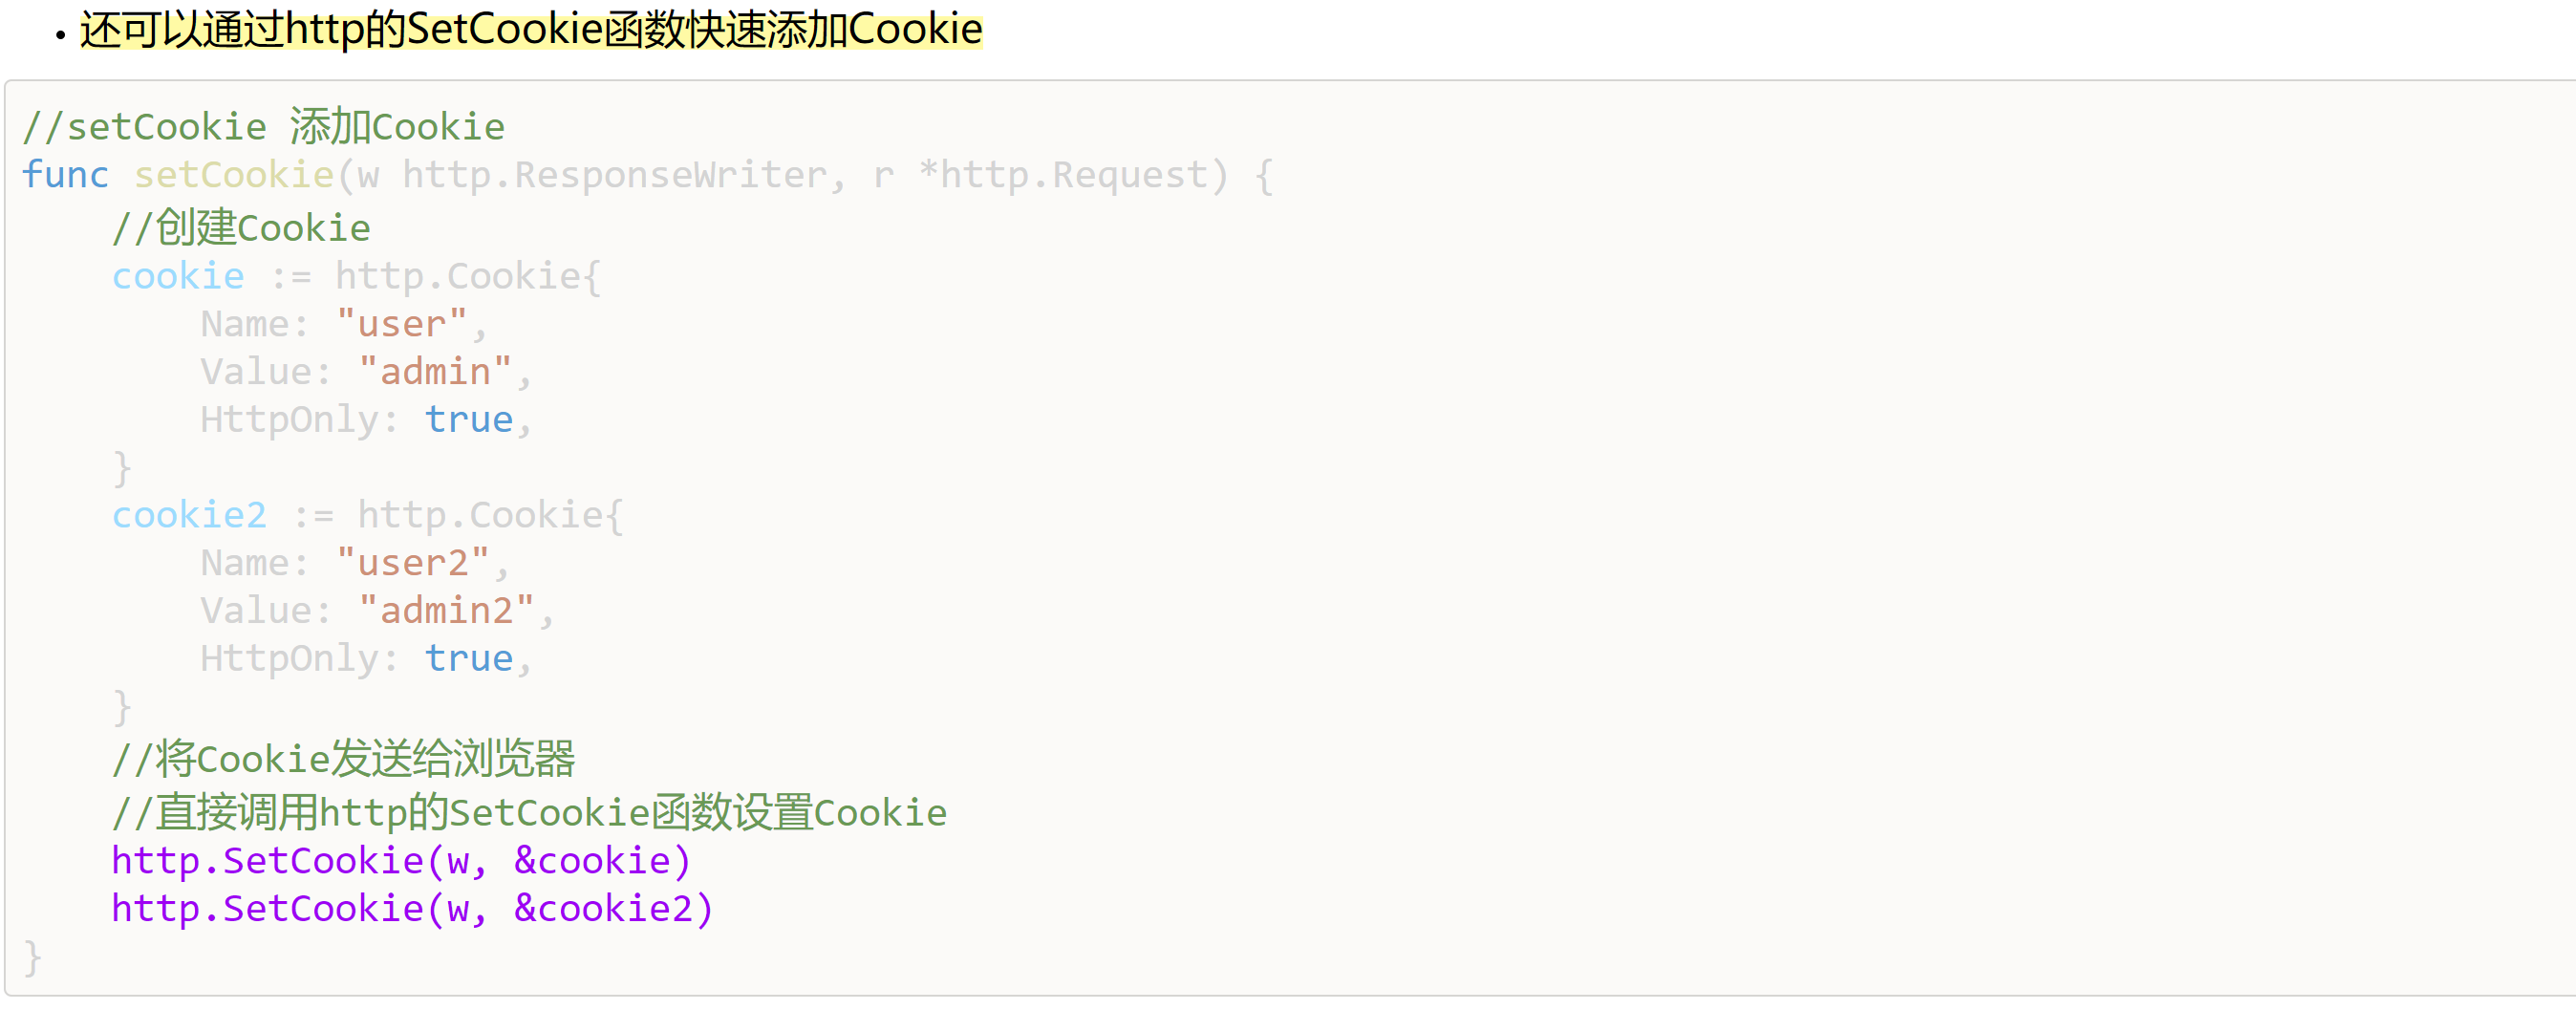 • 还可以通过http的SetCookie函数快速添加Cookie
//setCookie 添加Cookie
func setCookie(w http.ResponseWriter, r *http.Request) {
    //创建Cookie
    cookie := http.Cookie{
        Name: "user",
        Value: "admin",
        HttpOnly: true,
    }
    cookie2 := http.Cookie{
        Name: "user2",
        Value: "admin2",
        HttpOnly: true,
    }
    //将Cookie发送给浏览器
    //直接调用http的SetCookie函数设置Cookie
    http.SetCookie(w, &cookie)
    http.SetCookie(w, &cookie2)
}